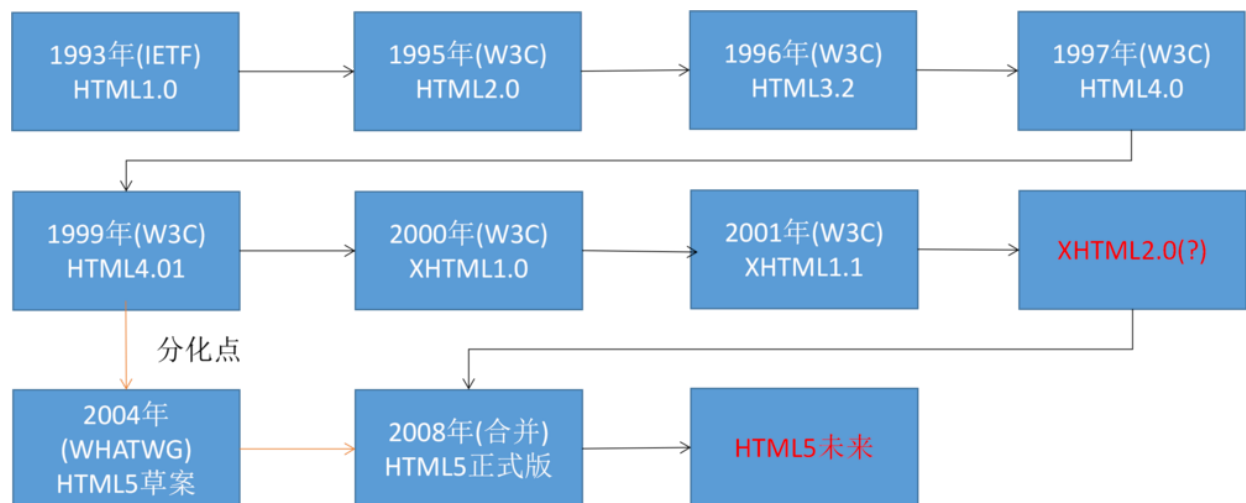 1993年(IETF)
HTML1.0
1995年(W3C)
HTML2.0
1996年(W3C)
HTML3.2
1997年(W3C)
HTML4.0
1999年(W3C)
HTML4.01
2000年(W3C)
XHTML1.0
2001年(W3C)
XHTML1.1
XHTML2.0(?)
分化点
2004年
(WHATWG)
HTML5草案
2008年(合并)
HTML5正式版
HTML5未来